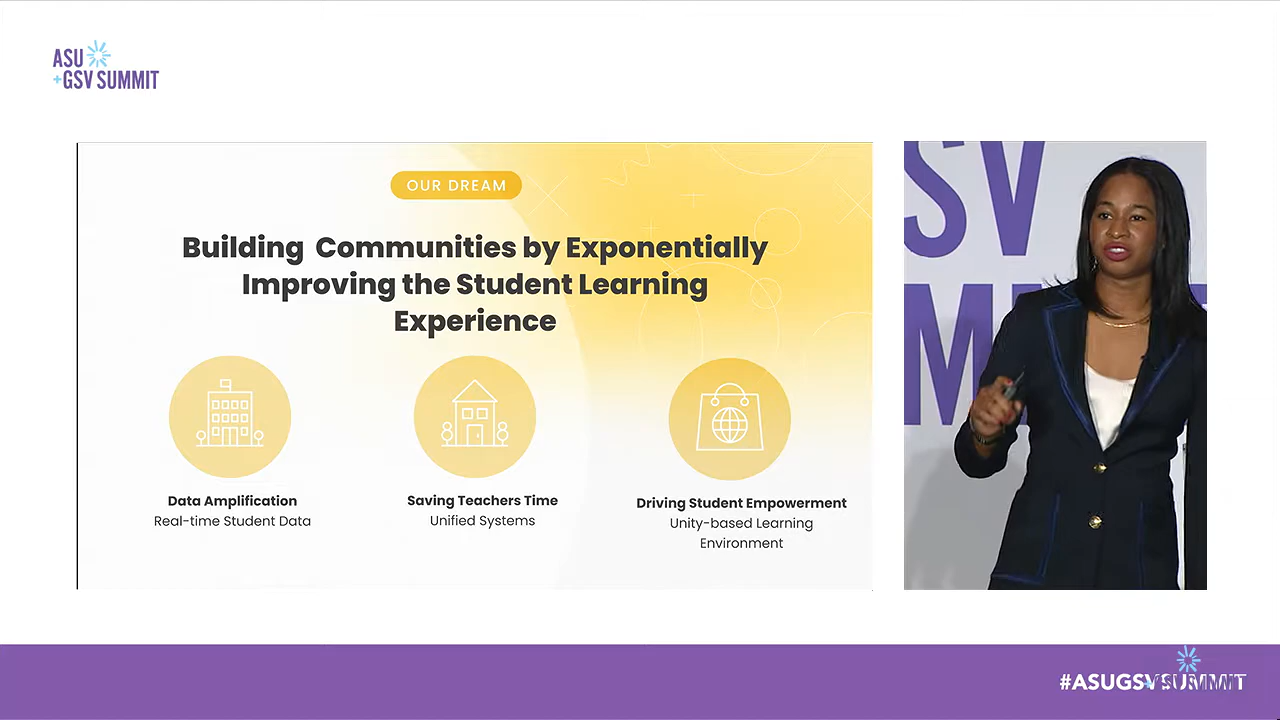 ASU
+GSV SUMMIT
OUR DREAM
Building Communities by Exponentially
Improving the Student Learning
Experience
Data Amplification
Real-time Student Data
Saving Teachers Time
Unified Systems
Driving Student Empowerment
Unity-based Learning
Environment
SV
#ASUGSVSUMMIT